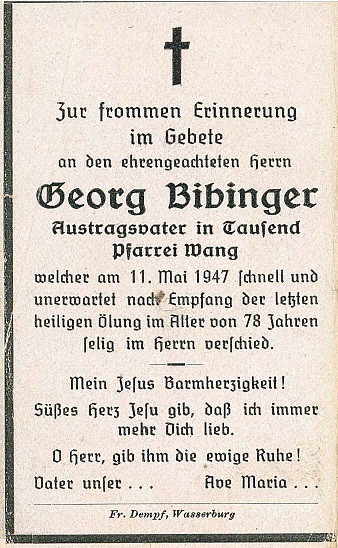 Zur frommen Erinnerung
im Gebete
an den ehrengeachteten Herrn
Georg Bibinger
Austragsvater in Tausend
Pfarrei Wang
welcher am 11. Mai 1947 schnell und
unerwartet nach Empfang der letzten
heiligen Ölung im Alter von 78 Jahren
selig im Herrn verschied.
Mein Jesus Barmherzigkeit!
Süßes Herz Jesu gib, daß ich immer
mehr Dich lieb.
O Herr, gib ihm die ewige Ruhe!
Vater unser . . . Ave Maria . . .
Fr. Dempf, Wasserburg